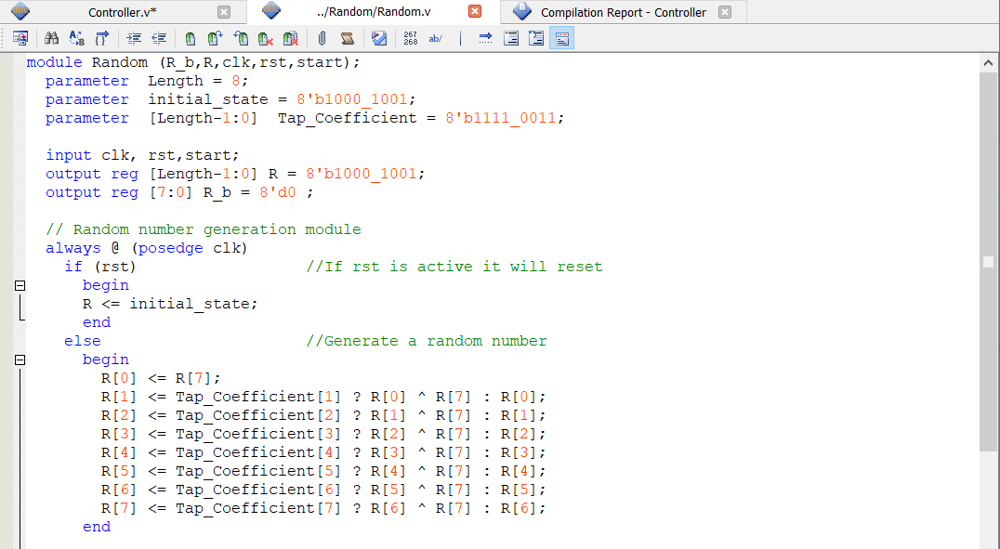 Controller.v* ../Random/Random.v Compilation Report - Controller
267
268 ab/
module Random (R_b,R,clk,rst,start);
parameter Length = 8;
parameter initial_state = 8'b1000_1001;
parameter [Length-1:0] Tap_Coefficient = 8'b1111_0011;
input clk, rst,start;
output reg [Length-1:0] R = 8'b1000_1001;
output reg [7:0] R_b = 8'd0 ;
// Random number generation module
always @ (posedge clk)
if (rst) //If rst is active it will reset
begin
R <= initial_state;
end
else //Generate a random number
begin
R[0] <= R[7];
R[1] <= Tap_Coefficient[1] ? R[0] ^ R[7] : R[0];
R[2] <= Tap_Coefficient[2] ? R[1] ^ R[7] : R[1];
R[3] <= Tap_Coefficient[3] ? R[2] ^ R[7] : R[2];
R[4] <= Tap_Coefficient[4] ? R[3] ^ R[7] : R[3];
R[5] <= Tap_Coefficient[5] ? R[4] ^ R[7] : R[4];
R[6] <= Tap_Coefficient[6] ? R[5] ^ R[7] : R[5];
R[7] <= Tap_Coefficient[7] ? R[6] ^ R[7] : R[6];
end